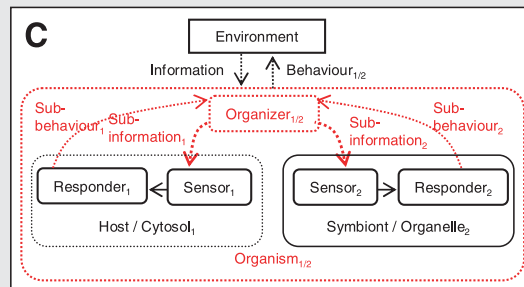 C
Environment
Information
Behaviour1/2
Sub-
behaviour1
Sub-
information1
Organizer1/2
Sub-
information2
Sub-
behaviour2
Responder1
Sensor1
Sensor2
Responder2
Host / Cytosol1
Symbiont / Organelle2
Organism1/2